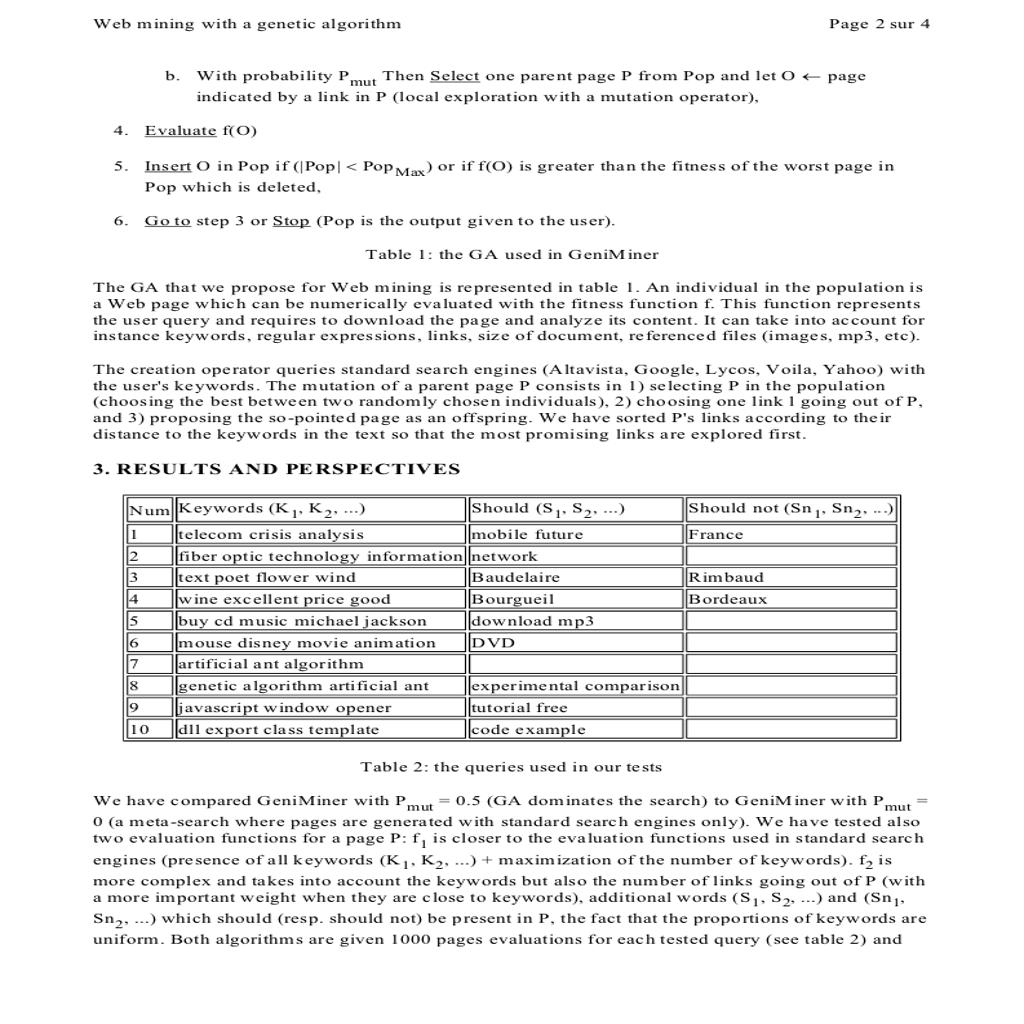 Web mining with a genetic algorithm Page 2 sur 4
b. With probability Pmut Then Select one parent page P from Pop and let O ← page
indicated by a link in P (local exploration with a mutation operator),
4. Evaluate f(O)
5. Insert O in Pop if (|Pop| < PopMax) or if f(O) is greater than the fitness of the worst page in
Pop which is deleted,
6. Go to step 3 or Stop (Pop is the output given to the user).
Table 1: the GA used in GeniMiner
The GA that we propose for Web mining is represented in table 1. An individual in the population is
a Web page which can be numerically evaluated with the fitness function f. This function represents
the user query and requires to download the page and analyze its content. It can take into account for
instance keywords, regular expressions, links, size of document, referenced files (images, mp3, etc).
The creation operator queries standard search engines (Altavista, Google, Lycos, Voila, Yahoo) with
the user's keywords. The mutation of a parent page P consists in 1) selecting P in the population
(choosing the best between two randomly chosen individuals), 2) choosing one link l going out of P,
and 3) proposing the so-pointed page as an offspring. We have sorted P's links according to their
distance to the keywords in the text so that the most promising links are explored first.
3. RESULTS AND PERSPECTIVES
Num Keywords (K1, K2, ...) Should (S1, S2, ...) Should not (Sn1, Sn2, ...)
1 telecom crisis analysis mobile future France
2 fiber optic technology information network
3 text poet flower wind Baudelaire Rimbaud
4 wine excellent price good Bourgueil Bordeaux
5 buy cd music michael jackson download mp3
6 mouse disney movie animation DVD
7 artificial ant algorithm
8 genetic algorithm artificial ant experimental comparison
9 javascript window opener tutorial free
10 dll export class template code example
Table 2: the queries used in our tests
We have compared GeniMiner with Pmut = 0.5 (GA dominates the search) to GeniMiner with Pmut =
0 (a meta-search where pages are generated with standard search engines only). We have tested also
two evaluation functions for a page P: f1 is closer to the evaluation functions used in standard search
engines (presence of all keywords (K1, K2, ...) + maximization of the number of keywords). f2 is
more complex and takes into account the keywords but also the number of links going out of P (with
a more important weight when they are close to keywords), additional words (S1, S2, ...) and (Sn1,
Sn2, ...) which should (resp. should not) be present in P, the fact that the proportions of keywords are
uniform. Both algorithms are given 1000 pages evaluations for each tested query (see table 2) and